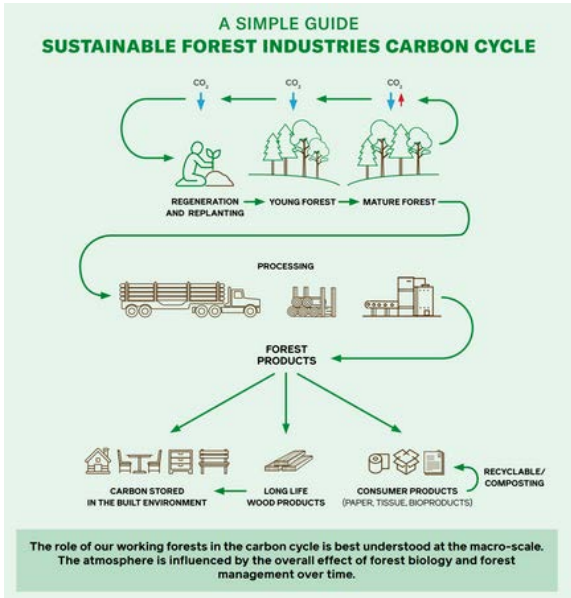 A SIMPLE GUIDE
SUSTAINABLE FOREST INDUSTRIES CARBON CYCLE
CO₂
CO₂
CO₂
REGENERATION
AND REPLANTING
YOUNG FOREST
MATURE FOREST
PROCESSING
FOREST
PRODUCTS
CARBON STORED
IN THE BUILT ENVIRONMENT
LONG LIFE
WOOD PRODUCTS
CONSUMER PRODUCTS
(PAPER, TISSUE, BIOPRODUCTS)
RECYCLABLE/
COMPOSTING
The role of our working forests in the carbon cycle is best understood at the macro-scale.
The atmosphere is influenced by the overall effect of forest biology and forest
management over time.